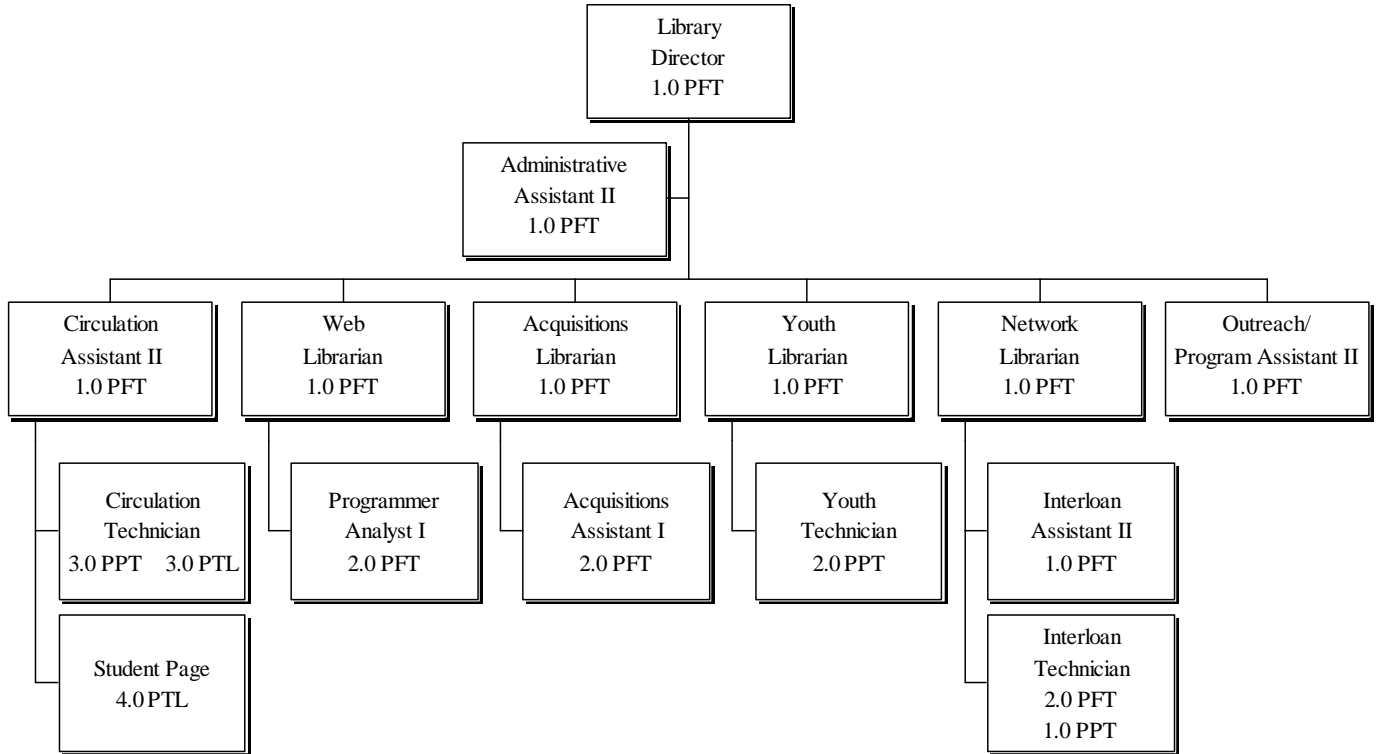 Library
Director
1.0 PFT
Administrative
Assistant II
1.0 PFT
Circulation
Assistant II
1.0 PFT
Web
Librarian
1.0 PFT
Acquisitions
Librarian
1.0 PFT
Youth
Librarian
1.0 PFT
Network
Librarian
1.0 PFT
Outreach/
Program Assistant II
1.0 PFT
Circulation
Technician
3.0 PPT 3.0 PTL
Programmer
Analyst I
2.0 PFT
Acquisitions
Assistant I
2.0 PFT
Youth
Technician
2.0 PPT
Interloan
Assistant II
1.0 PFT
Student Page
4.0 PTL
Interloan
Technician
2.0 PFT
1.0 PPT